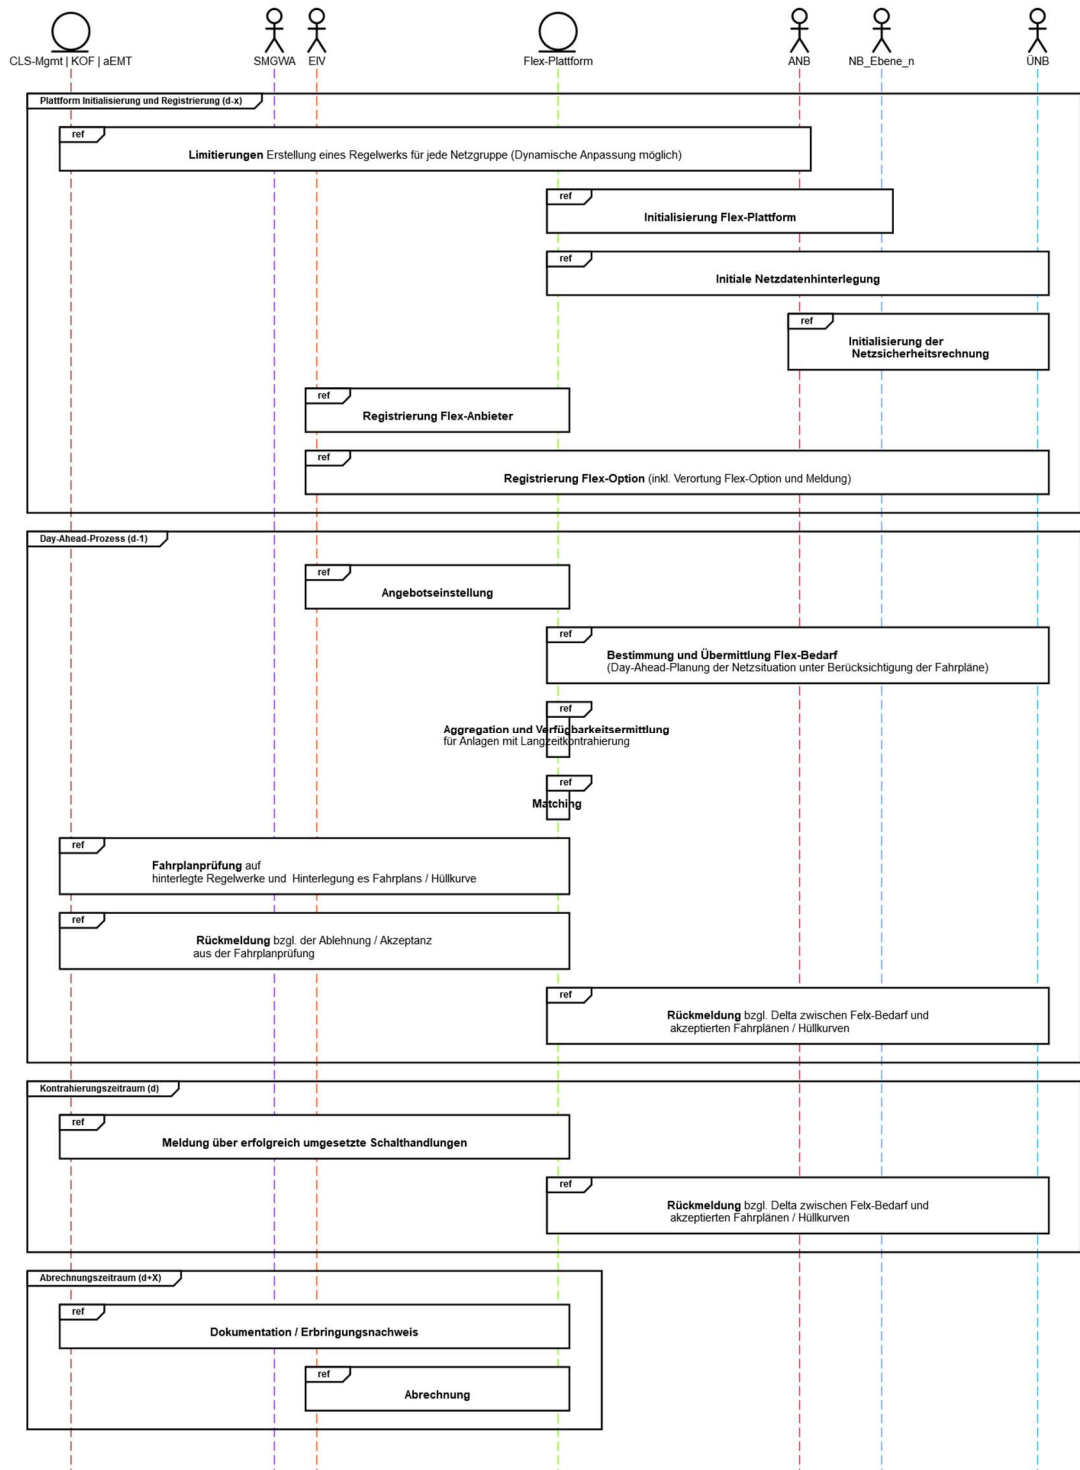 CLS-Mgmt | KOF | aEMT
SMGWA
EIV
Flex-Plattform
ANB
NB_Ebene_n
ÜNB
Plattform Initialisierung und Registrierung (d-x)
ref
Limitierungen Erstellung eines Regelwerks für jede Netzgruppe (Dynamische Anpassung möglich)
ref
Initialisierung Flex-Plattform
ref
Initiale Netzdatenhinterlegung
ref
Initialisierung der
Netzsicherheitsrechnung
ref
Registrierung Flex-Anbieter
ref
Registrierung Flex-Option (inkl. Verortung Flex-Option und Meldung)
Day-Ahead-Prozess (d-1)
ref
Angebotseinstellung
ref
Bestimmung und Übermittlung Flex-Bedarf
(Day-Ahead-Planung der Netzsituation unter Berücksichtigung der Fahrpläne)
ref
Aggregation und Verfügbarkeitsermittlung
für Anlagen mit Langzeitkontrahierung
ref
Matching
ref
Fahrplanprüfung auf
hinterlegte Regelwerke und Hinterlegung es Fahrplans / Hüllkurve
ref
Rückmeldung bzgl. der Ablehnung / Akzeptanz
aus der Fahrplanprüfung
ref
Rückmeldung bzgl. Delta zwischen Felx-Bedarf und
akzeptierten Fahrplänen / Hüllkurven
Kontrahierungszeitraum (d)
ref
Meldung über erfolgreich umgesetzte Schalthandlungen
ref
Rückmeldung bzgl. Delta zwischen Felx-Bedarf und
akzeptierten Fahrplänen / Hüllkurven
Abrechnungszeitraum (d+X)
ref
Dokumentation / Erbringungsnachweis
ref
Abrechnung